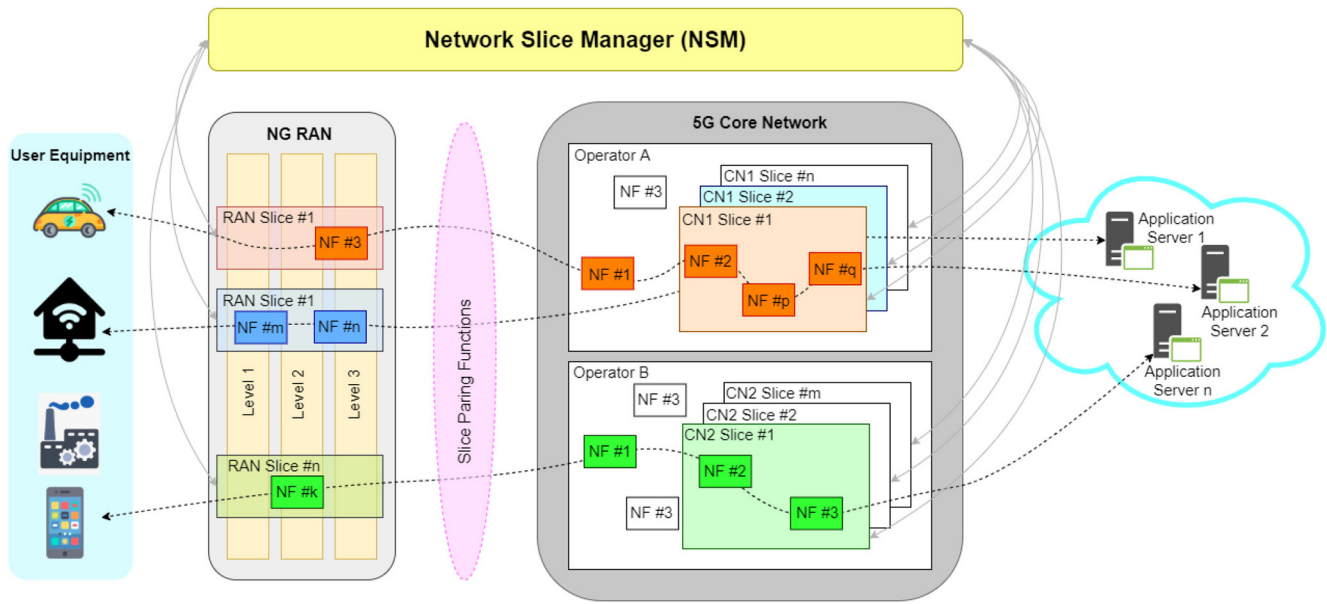 Network Slice Manager (NSM)
User Equipment
NG RAN
RAN Slice #1
NF #3
RAN Slice #1
NF #m
NF #n
Level 1
Level 2
Level 3
RAN Slice #n
NF #k
Slice Paring Functions
5G Core Network
Operator A
NF #3
CN1 Slice #n
CN1 Slice #2
CN1 Slice #1
NF #1
NF #2
NF #p
NF #q
Operator B
NF #3
CN2 Slice #m
CN2 Slice #2
CN2 Slice #1
NF #1
NF #2
NF #3
NF #3
Application
Server 1
Application
Server 2
Application
Server n